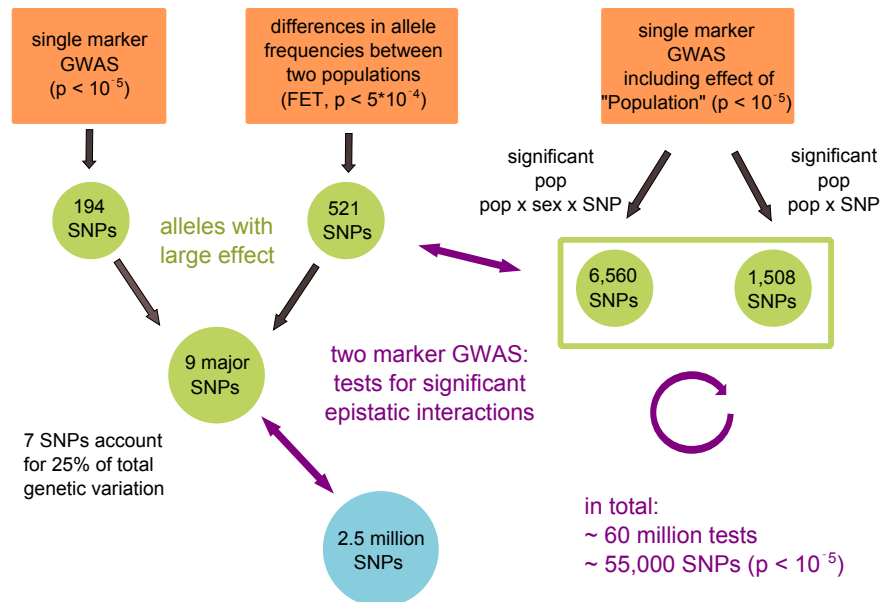 single marker
GWAS
(p < 10⁻⁵)
differences in allele
frequencies between
two populations
(FET, p < 5*10⁻⁴)
single marker
GWAS
including effect of
"Population" (p < 10⁻⁵)
significant
pop
pop x sex x SNP
significant
pop
pop x SNP
194
SNPs
alleles with
large effect
521
SNPs
6,560
SNPs
1,508
SNPs
9 major
SNPs
two marker GWAS:
tests for significant
epistatic interactions
7 SNPs account
for 25% of total
genetic variation
2.5 million
SNPs
in total:
~ 60 million tests
~ 55,000 SNPs (p < 10⁻⁵)